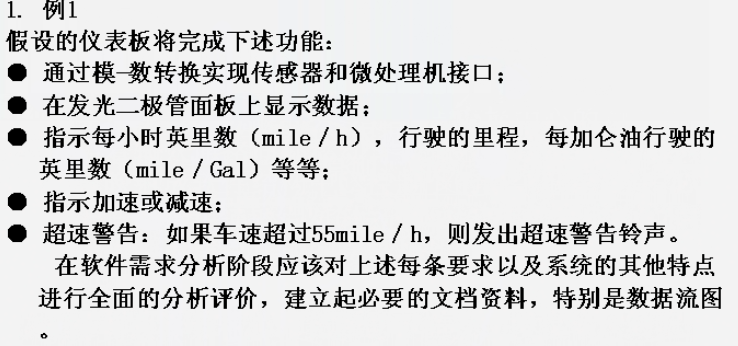 1. 例1
假设的仪表板将完成下述功能：
● 通过模—数转换实现传感器和微处理机接口；
● 在发光二极管面板上显示数据；
● 指示每小时英里数（mile／h），行驶的里程，每加仑油行驶的
英里数（mile／Gal）等等；
● 指示加速或减速；
● 超速警告：如果车速超过55mile／h，则发出超速警告铃声。
在软件需求分析阶段应该对上述每条要求以及系统的其他特点
进行全面的分析评价，建立起必要的文档资料，特别是数据流图
。